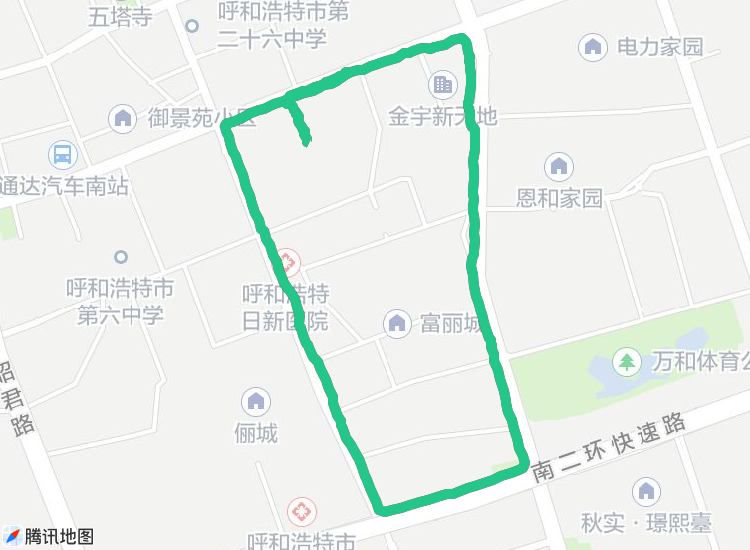 五塔寺
呼和浩特市第
二十六中学
电力家园
御景苑小区
金宇新天地
通达汽车南站
恩和家园
呼和浩特市
第六中学
呼和浩特
日新医院
富丽城
万和体育公
昭君路
俪城
南二环快速路
秋实·璟熙臺
呼和浩特市
腾讯地图